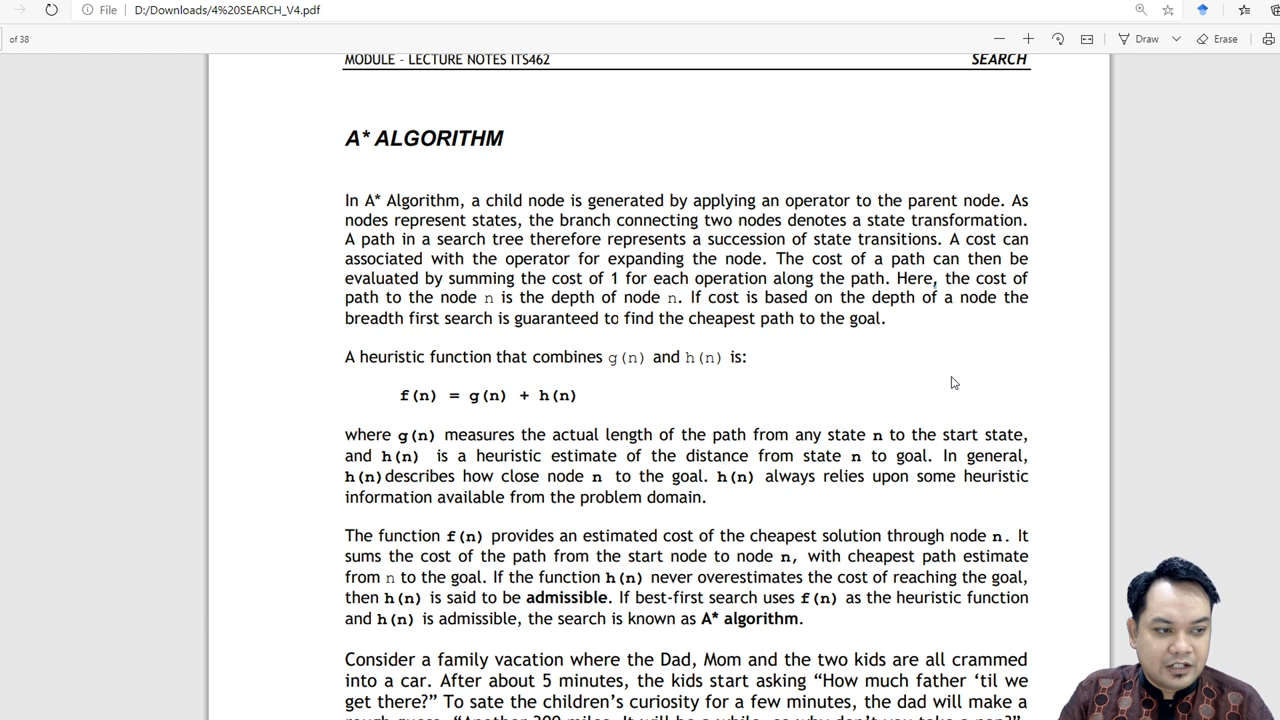 File
D:/Downloads/4%20SEARCH_V4.pdf
of 38
Draw
Erase
MODULE - LECTURE NOTES ITS462 SEARCH
A* ALGORITHM
In A* Algorithm, a child node is generated by applying an operator to the parent node. As
nodes represent states, the branch connecting two nodes denotes a state transformation.
A path in a search tree therefore represents a succession of state transitions. A cost can
associated with the operator for expanding the node. The cost of a path can then be
evaluated by summing the cost of 1 for each operation along the path. Here, the cost of
path to the node n is the depth of node n. If cost is based on the depth of a node the
breadth first search is guaranteed to find the cheapest path to the goal.
A heuristic function that combines g(n) and h(n) is:
f(n) = g(n) + h(n)
where g(n) measures the actual length of the path from any state n to the start state,
and h(n) is a heuristic estimate of the distance from state n to goal. In general,
h(n)describes how close node n to the goal. h(n) always relies upon some heuristic
information available from the problem domain.
The function f(n) provides an estimated cost of the cheapest solution through node n. It
sums the cost of the path from the start node to node n, with cheapest path estimate
from n to the goal. If the function h(n) never overestimates the cost of reaching the goal,
then h(n) is said to be admissible. If best-first search uses f(n) as the heuristic function
and h(n) is admissible, the search is known as A* algorithm.
Consider a family vacation where the Dad, Mom and the two kids are all crammed
into a car. After about 5 minutes, the kids start asking “How much father ‘til we
get there?” To sate the children’s curiosity for a few minutes, the dad will make a